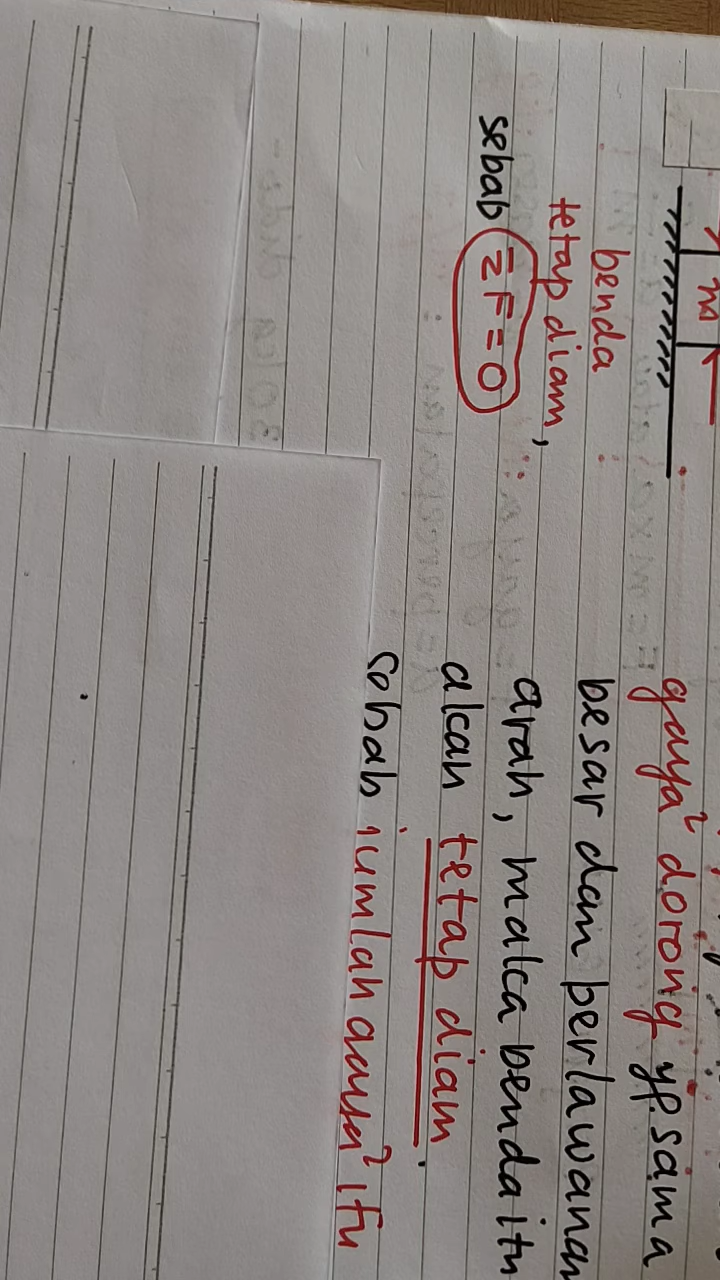 m
benda
tetap diam,
sebab ΣF = 0
gaya² dorong yg sama
besar dan berlawanan
arah, maka benda itu
akan tetap diam.
sebab jumlah gaya² itu